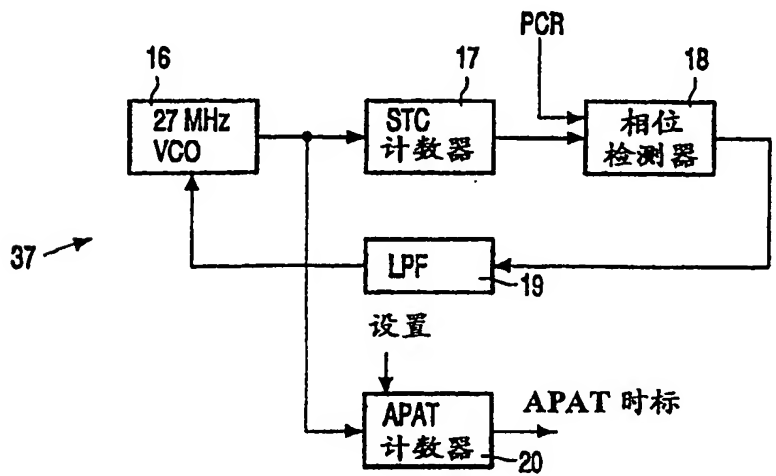 PCR
16
17
18
27 MHz
VCO
STC
计数器
相位
检测器
37
LPF
19
设置
APAT
计数器
APAT 时标
20